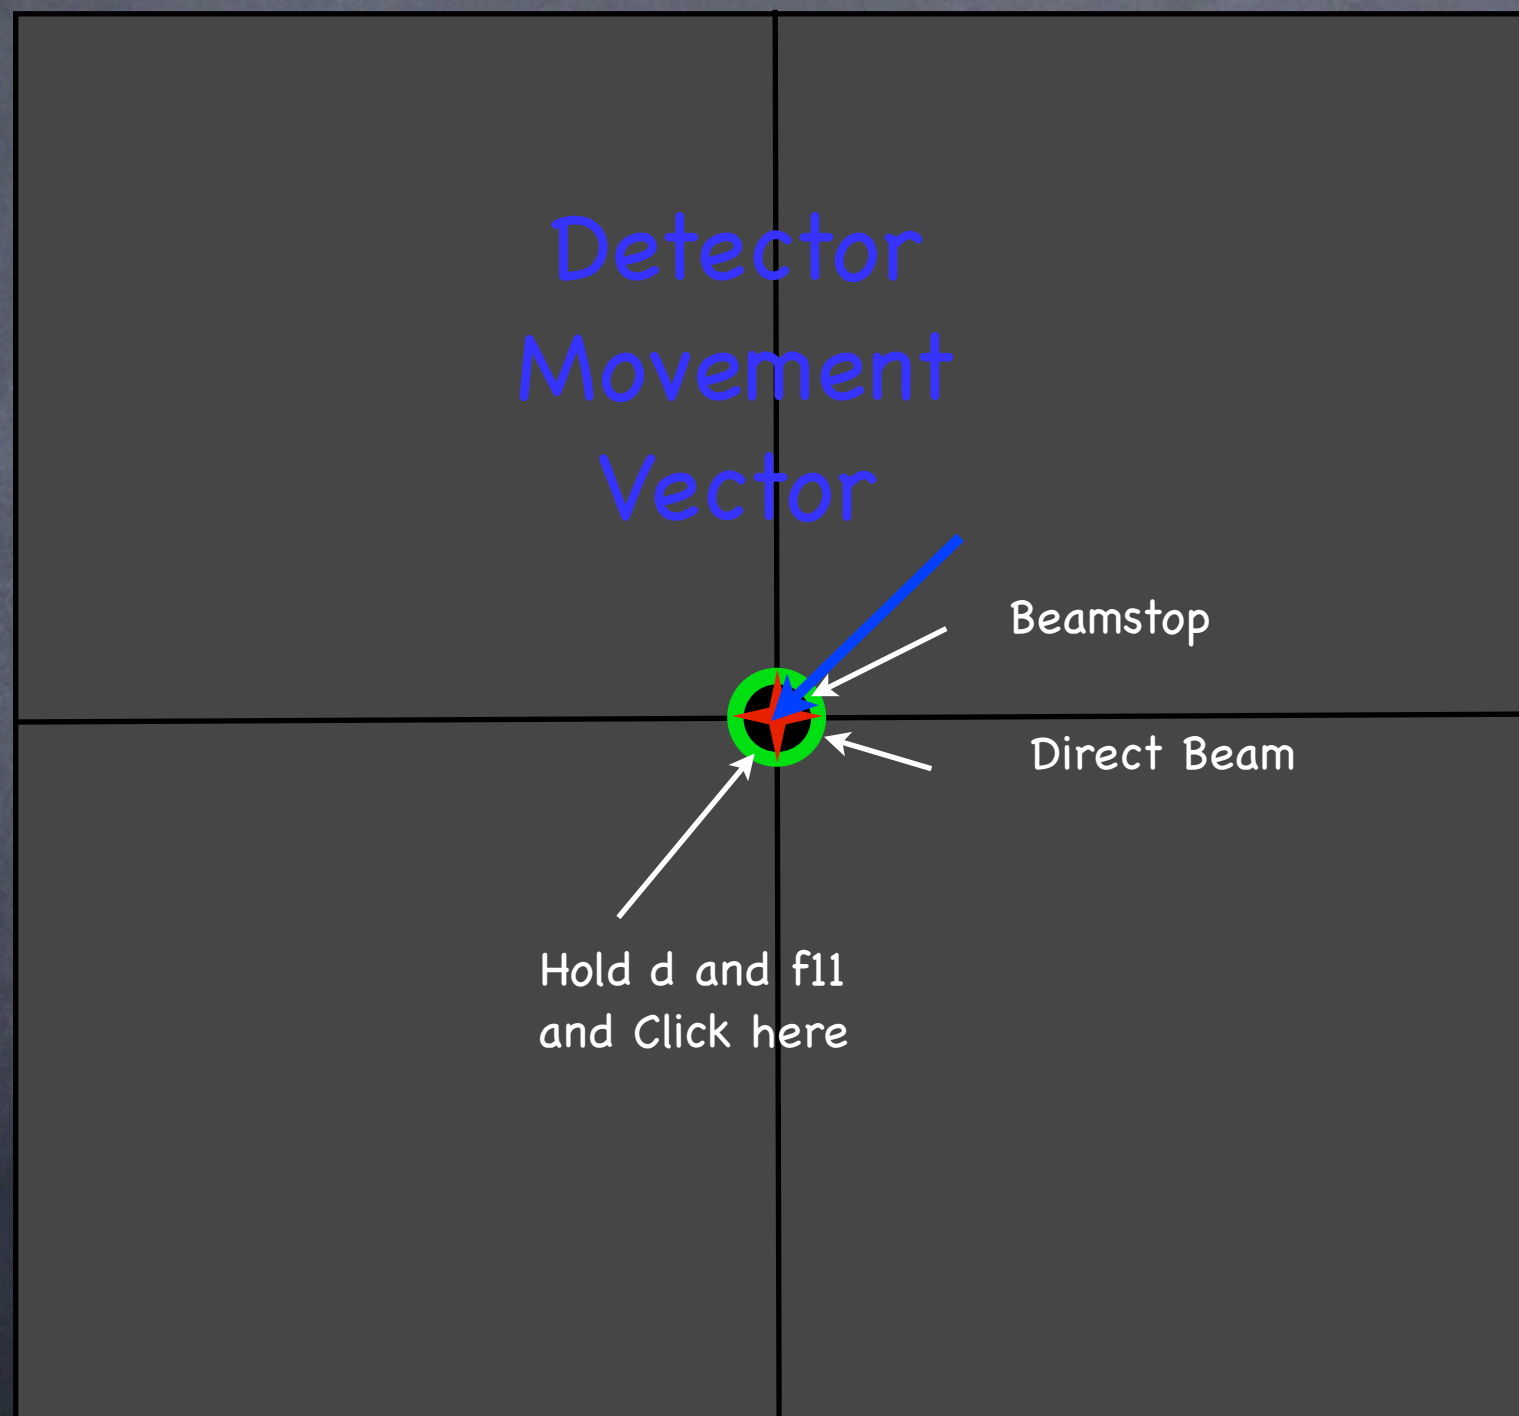 Detector
Movement
Vector
Beamstop
Direct Beam
Hold d and f11
and Click here